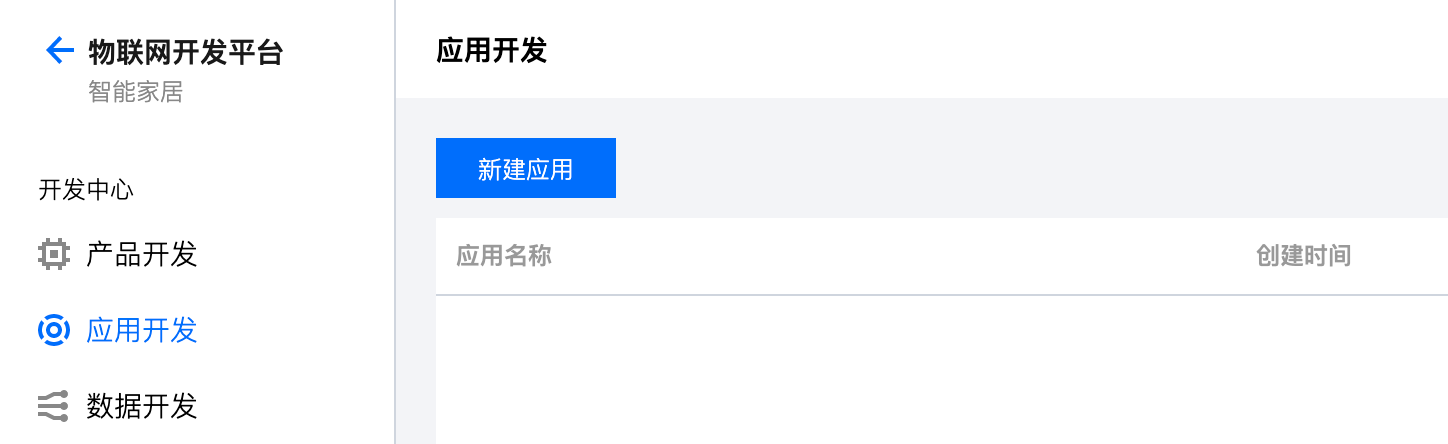 物联网开发平台
智能家居
开发中心
产品开发
应用开发
数据开发
应用开发
新建应用
应用名称 创建时间